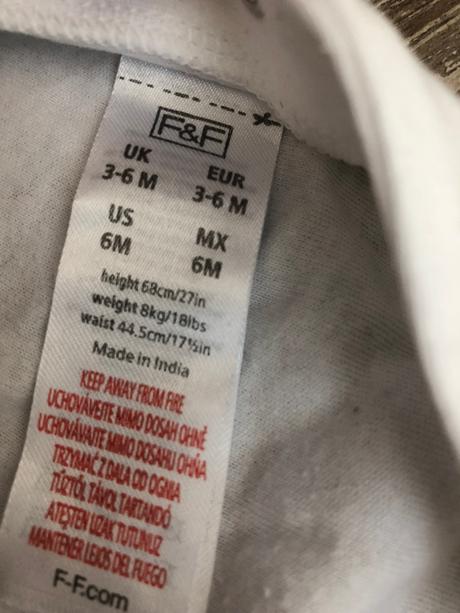 F&F
UK EUR
3-6 M 3-6 M
US MX
6M 6M
height 68cm/27in
weight 8kg/18lbs
waist 44.5cm/17½in
Made in India
KEEP AWAY FROM FIRE
UCHOVÁVEJTE MIMO DOSAH OHNĚ
UCHOVÁVAJTE MIMO DOSAHU OHŇA
TRZYMAĆ Z DALA OD OGNIA
TŰZTŐL TÁVOL TARTANDÓ
ATEŞTEN UZAK TUTUNUZ
MANTENER LEJOS DEL FUEGO
F-F.com